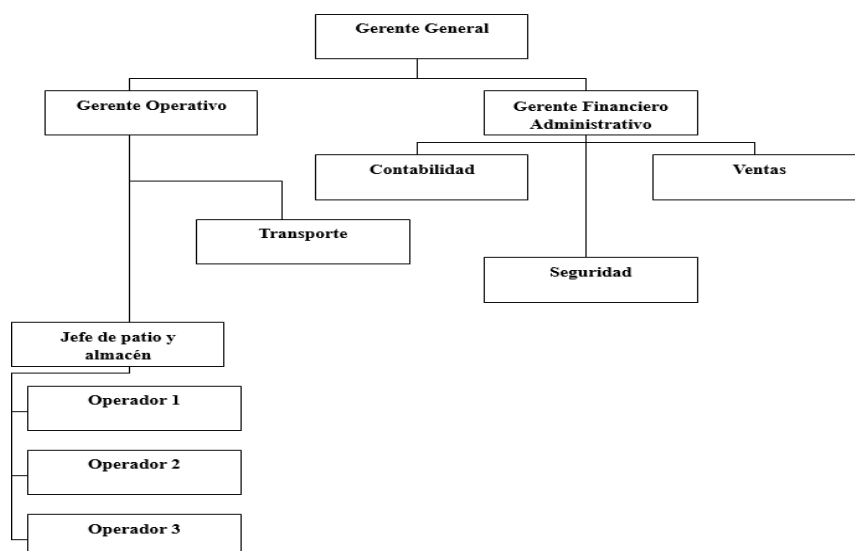 Gerente General
Gerente Operativo
Gerente Financiero
Administrativo
Contabilidad
Ventas
Transporte
Seguridad
Jefe de patio y
almacén
Operador 1
Operador 2
Operador 3